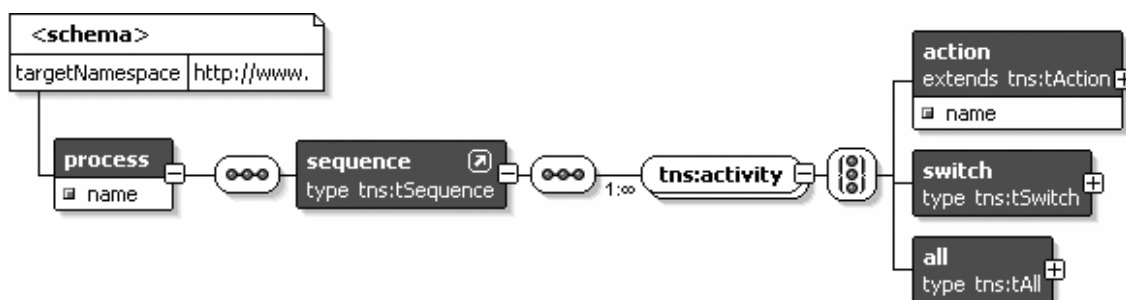 <schema>
targetNamespace http://www.
process
name
sequence
type tns:tSequence
1:∞
tns:activity
action
extends tns:tAction
name
switch
type tns:tSwitch
all
type tns:tAll